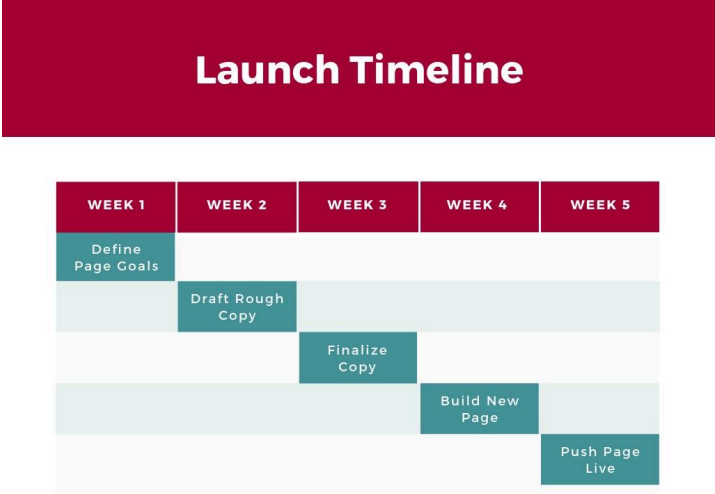 Launch Timeline
WEEK 1
WEEK 2
WEEK 3
WEEK 4
WEEK 5
Define
Page Goals
Draft Rough
Copy
Finalize
Copy
Build New
Page
Push Page
Live